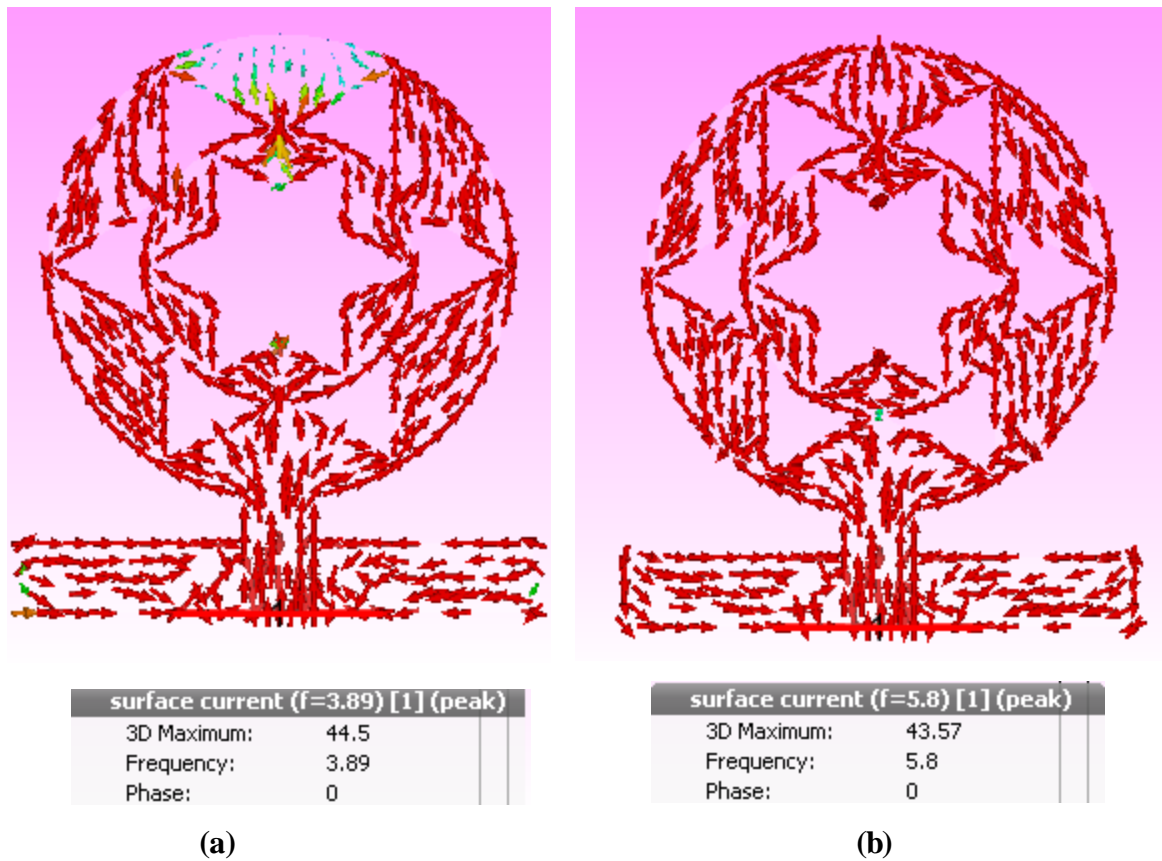 surface current (f=3.89) [1] (peak)
3D Maximum: 44.5
Frequency: 3.89
Phase: 0
(a)
surface current (f=5.8) [1] (peak)
3D Maximum: 43.57
Frequency: 5.8
Phase: 0
(b)